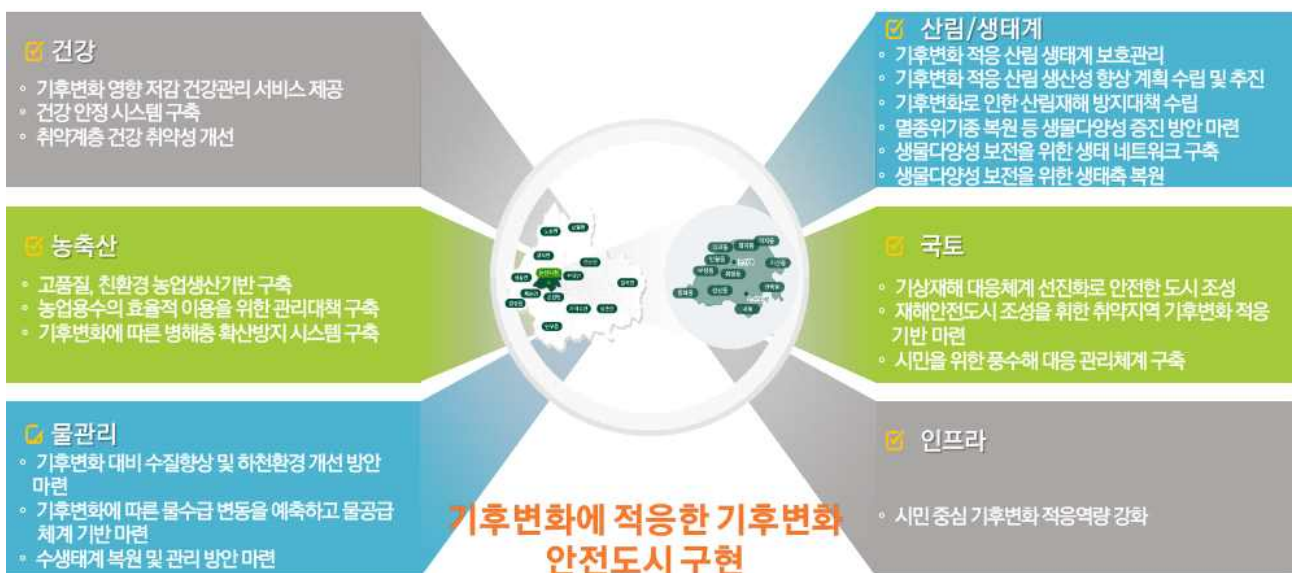 건강
◦ 기후변화 영향 저감 건강관리 서비스 제공
◦ 건강 안정 시스템 구축
◦ 취약계층 건강 취약성 개선
농축산
◦ 고품질, 친환경 농업생산기반 구축
◦ 농업용수의 효율적 이용을 위한 관리대책 구축
◦ 기후변화에 따른 병해충 확산방지 시스템 구축
물관리
◦ 기후변화 대비 수질향상 및 하천환경 개선 방안
마련
◦ 기후변화에 따른 물수급 변동을 예측하고 물공급
체계 기반 마련
◦ 수생태계 복원 및 관리 방안 마련
산림/생태계
◦ 기후변화 적응 산림 생태계 보호관리
◦ 기후변화 적응 산림 생산성 향상 계획 수립 및 추진
◦ 기후변화로 인한 산림재해 방지대책 수립
◦ 멸종위기종 복원 등 생물다양성 증진 방안 마련
◦ 생물다양성 보전을 위한 생태 네트워크 구축
◦ 생물다양성 보전을 위한 생태축 복원
국토
◦ 기상재해 대응체계 선진화로 안전한 도시 조성
◦ 재해안전도시 조성을 위한 취약지역 기후변화 적응
기반 마련
◦ 시민을 위한 풍수해 대응 관리체계 구축
인프라
◦ 시민 중심 기후변화 적응역량 강화
기후변화에 적응한 기후변화
안전도시 구현